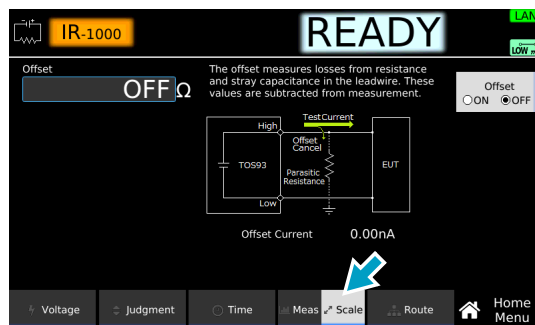 IR-1000
READY
LAN
LOW
Offset
OFF Ω
The offset measures losses from resistance
and stray capacitance in the leadwire. These
values are subtracted from measurement.
Offset
ON OFF
TestCurrent
High
Offset
Cancel
TOS93
EUT
Parasitic
Resistance
Low
Offset Current 0.00nA
Voltage Judgment Time Meas Scale Route Home
Menu